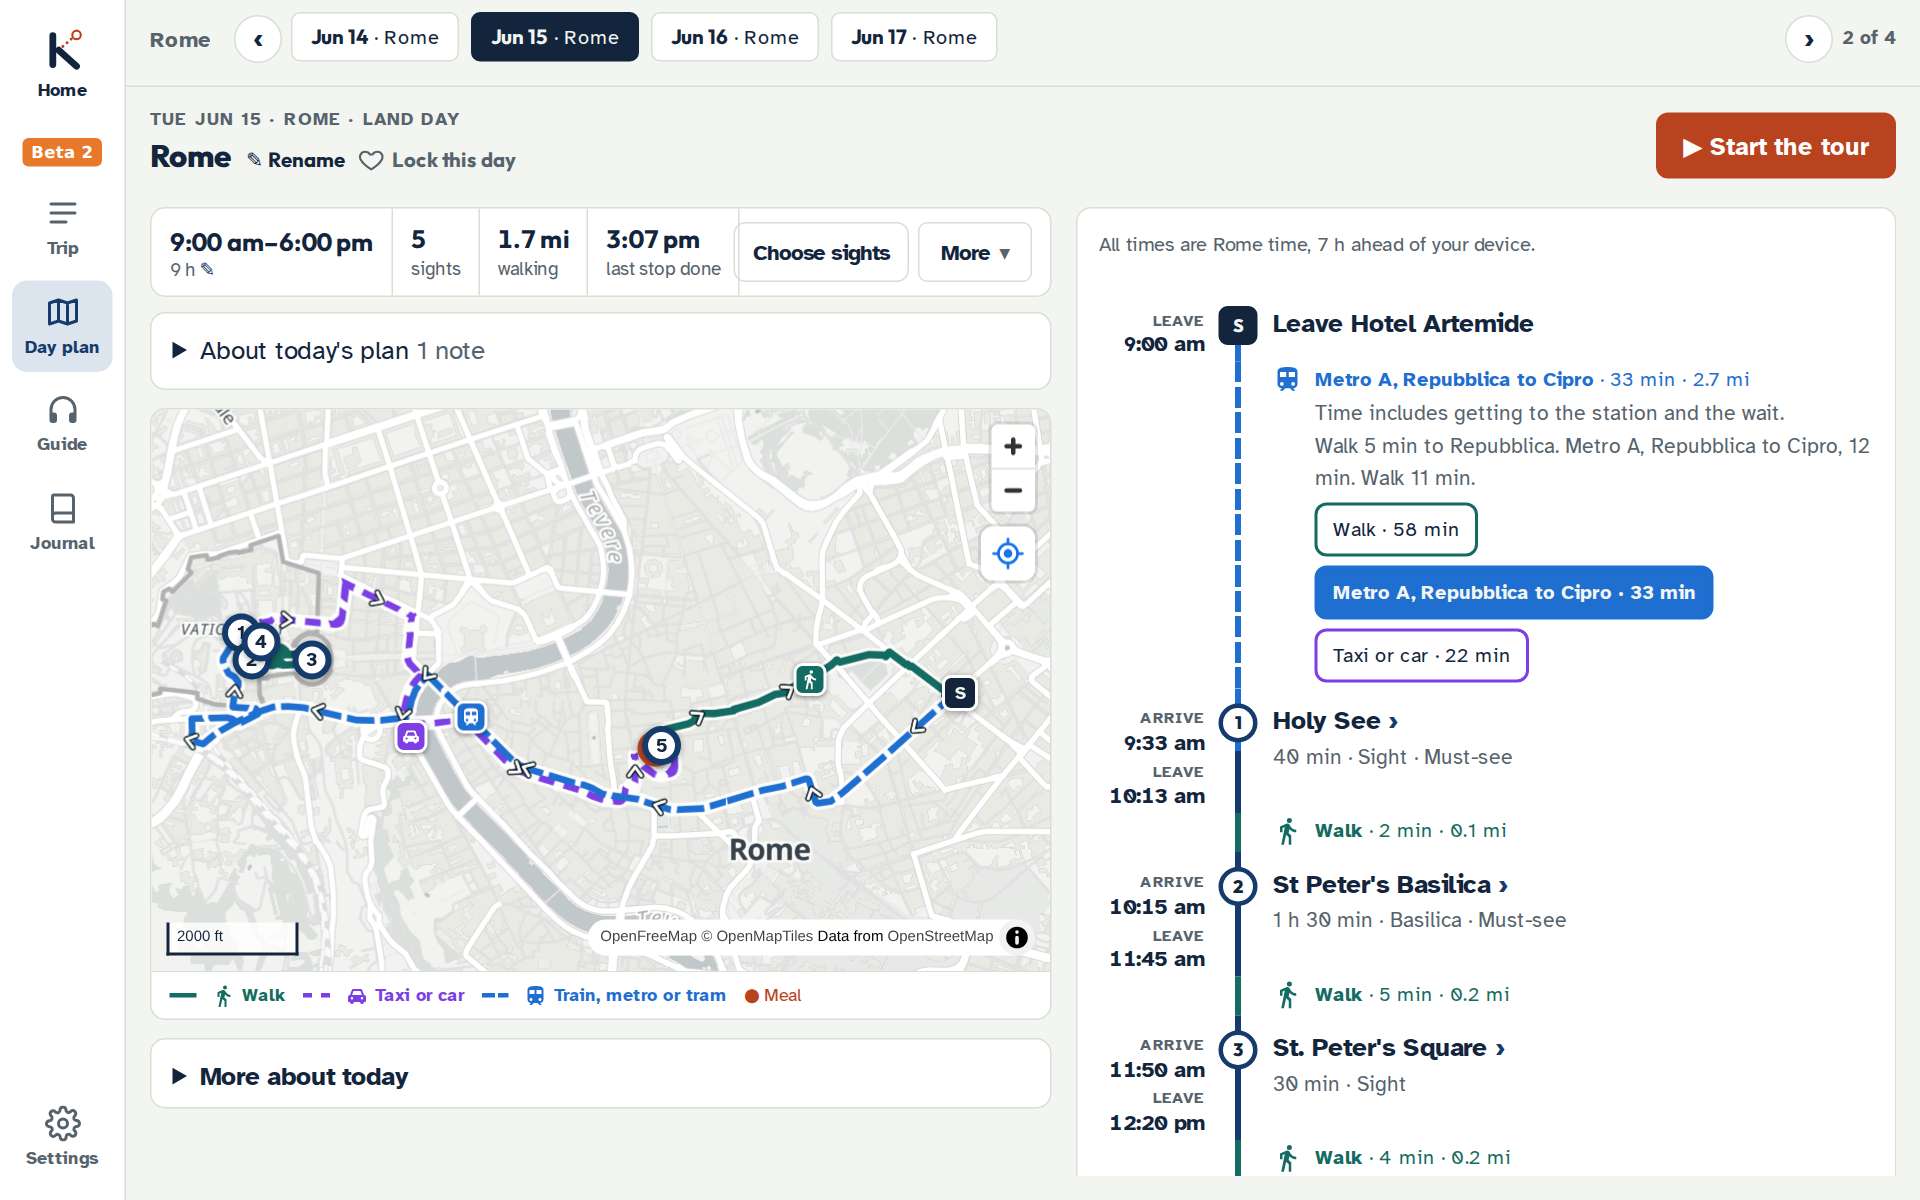 Home
Beta 2
Trip
Day plan
Guide
Journal
Settings
Rome
‹
Jun 14 · Rome
Jun 15 · Rome
Jun 16 · Rome
Jun 17 · Rome
›
2 of 4
TUE JUN 15 · ROME · LAND DAY
Rome
✎ Rename
Lock this day
▶ Start the tour
9:00 am–6:00 pm
9 h ✎
5
sights
1.7 mi
walking
3:07 pm
last stop done
Choose sights
More ▼
▶ About today's plan 1 note
Tevere
1
4
2
3
5
S
Rome
+
−
2000 ft
OpenFreeMap © OpenMapTiles Data from OpenStreetMap
Walk
Taxi or car
Train, metro or tram
Meal
▶ More about today
All times are Rome time, 7 h ahead of your device.
LEAVE
9:00 am
S
Leave Hotel Artemide
Metro A, Repubblica to Cipro · 33 min · 2.7 mi
Time includes getting to the station and the wait.
Walk 5 min to Repubblica. Metro A, Repubblica to Cipro, 12
min. Walk 11 min.
Walk · 58 min
Metro A, Repubblica to Cipro · 33 min
Taxi or car · 22 min
ARRIVE
9:33 am
LEAVE
10:13 am
1
Holy See ›
40 min · Sight · Must-see
Walk · 2 min · 0.1 mi
ARRIVE
10:15 am
LEAVE
11:45 am
2
St Peter's Basilica ›
1 h 30 min · Basilica · Must-see
Walk · 5 min · 0.2 mi
ARRIVE
11:50 am
LEAVE
12:20 pm
3
St. Peter's Square ›
30 min · Sight
Walk · 4 min · 0.2 mi